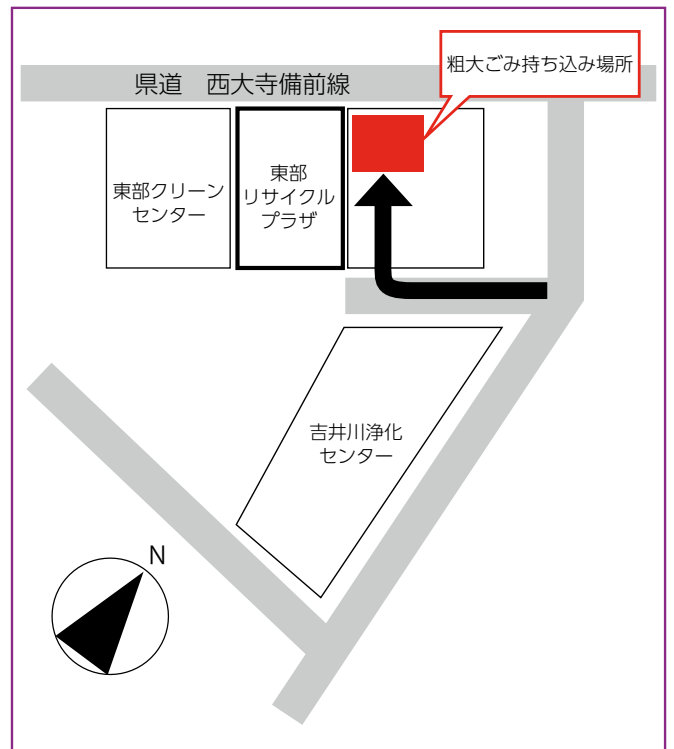 粗大ごみ持ち込み場所
県道　西大寺備前線
東部クリーン
センター
東部
リサイクル
プラザ
吉井川浄化
センター
N